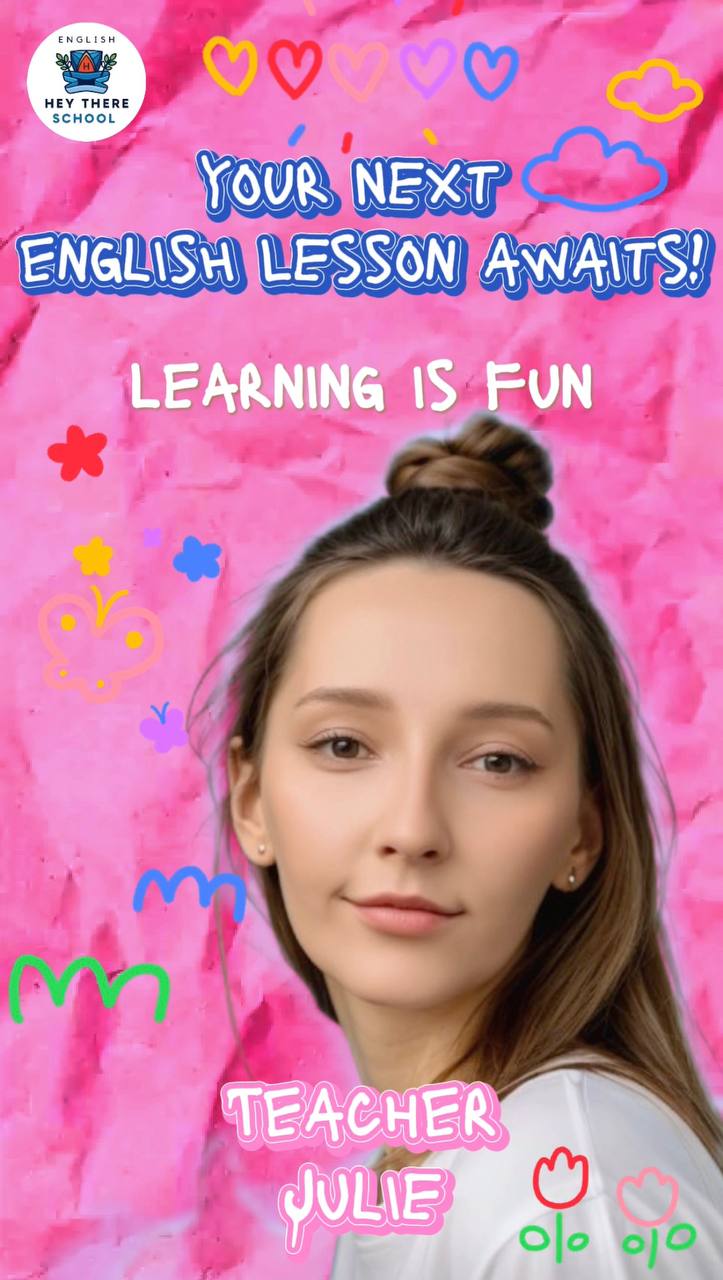 ENGLISH
H
HEY THERE
SCHOOL
YOUR NEXT
ENGLISH LESSON AWAITS!
LEARNING IS FUN
TEACHER
JULIE